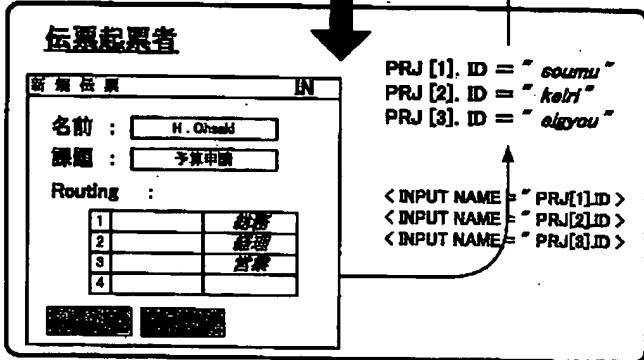 伝票起票者
新規伝票 IN
名前 : H. Ohsaki
課題 : 予算申請
Routing :
1 総務
2 経理
3 営業
4
PRJ [1]. ID = " soumu "
PRJ [2]. ID = " keiri "
PRJ [3]. ID = " eigyou "
< INPUT NAME = " PRJ[1].ID >
< INPUT NAME = " PRJ[2].ID >
< INPUT NAME = " PRJ[3].ID >